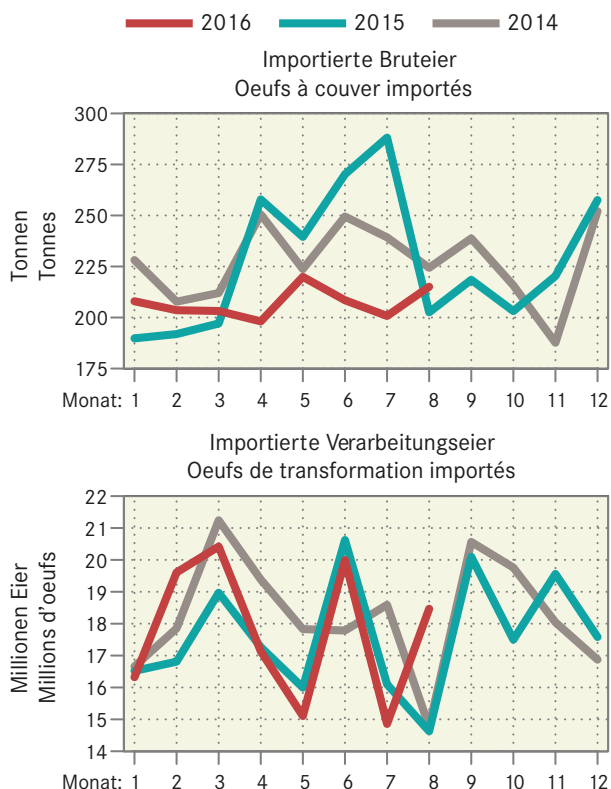 2016 2015 2014
Importierte Bruteier
Oeufs à couver importés
Tonnen
Tonnes
300
275
250
225
200
175
Monat: 1 2 3 4 5 6 7 8 9 10 11 12
Importierte Verarbeitungseier
Oeufs de transformation importés
Millionen Eier
Millions d'oeufs
22
21
20
19
18
17
16
15
14
Monat: 1 2 3 4 5 6 7 8 9 10 11 12